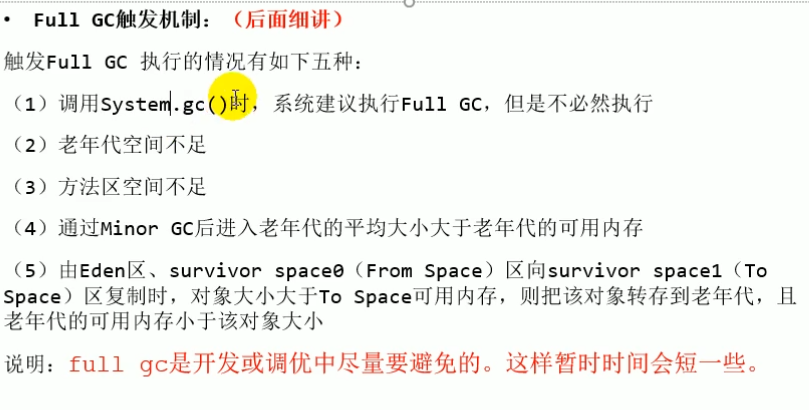 • Full GC触发机制：（后面细讲）
触发Full GC 执行的情况有如下五种：
（1）调用System.gc()时，系统建议执行Full GC，但是不必然执行
（2）老年代空间不足
（3）方法区空间不足
（4）通过Minor GC后进入老年代的平均大小大于老年代的可用内存
（5）由Eden区、survivor space0（From Space）区向survivor space1（To
Space）区复制时，对象大小大于To Space可用内存，则把该对象转存到老年代，且
老年代的可用内存小于该对象大小
说明：full gc是开发或调优中尽量要避免的。这样暂时时间会短一些。